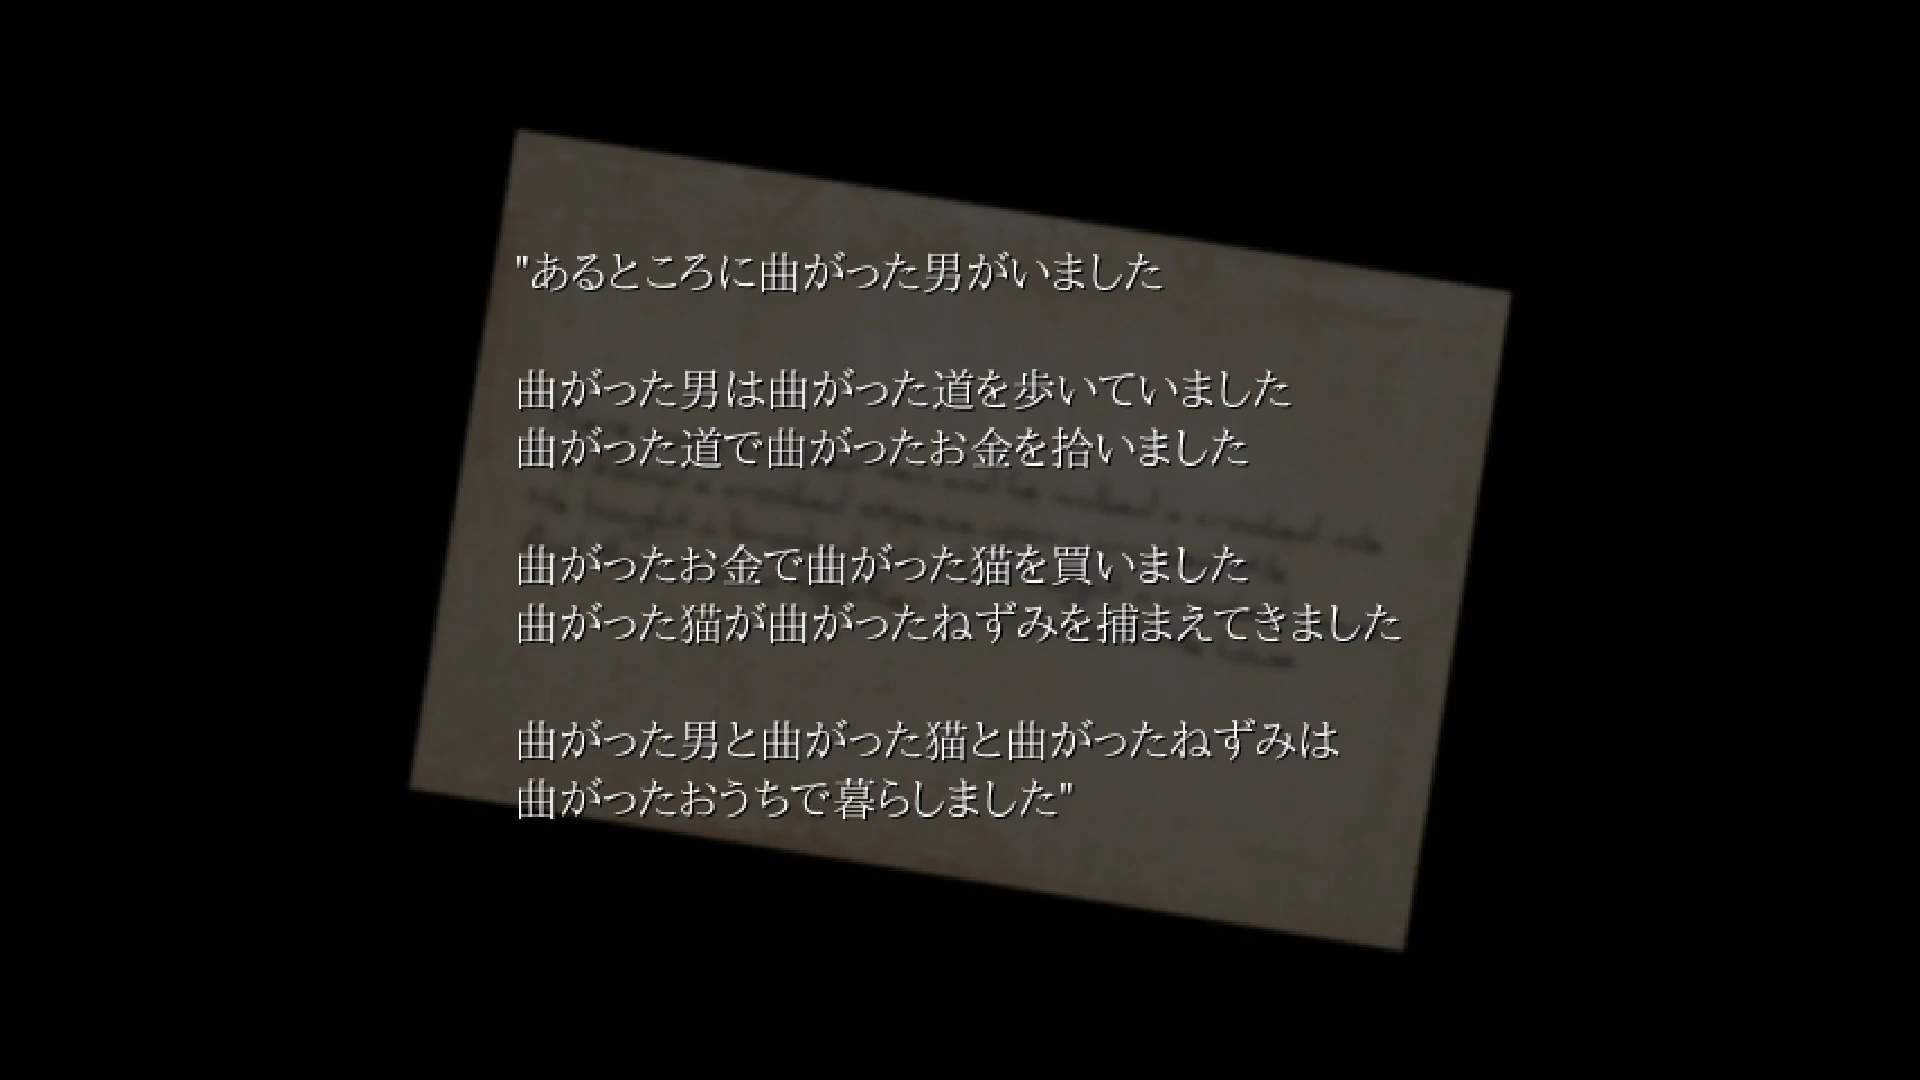 "あるところに曲がった男がいました
曲がった男は曲がった道を歩いていました
曲がった道で曲がったお金を拾いました
曲がったお金で曲がった猫を買いました
曲がった猫が曲がったねずみを捕まえてきました
曲がった男と曲がった猫と曲がったねずみは
曲がったおうちで暮らしました"